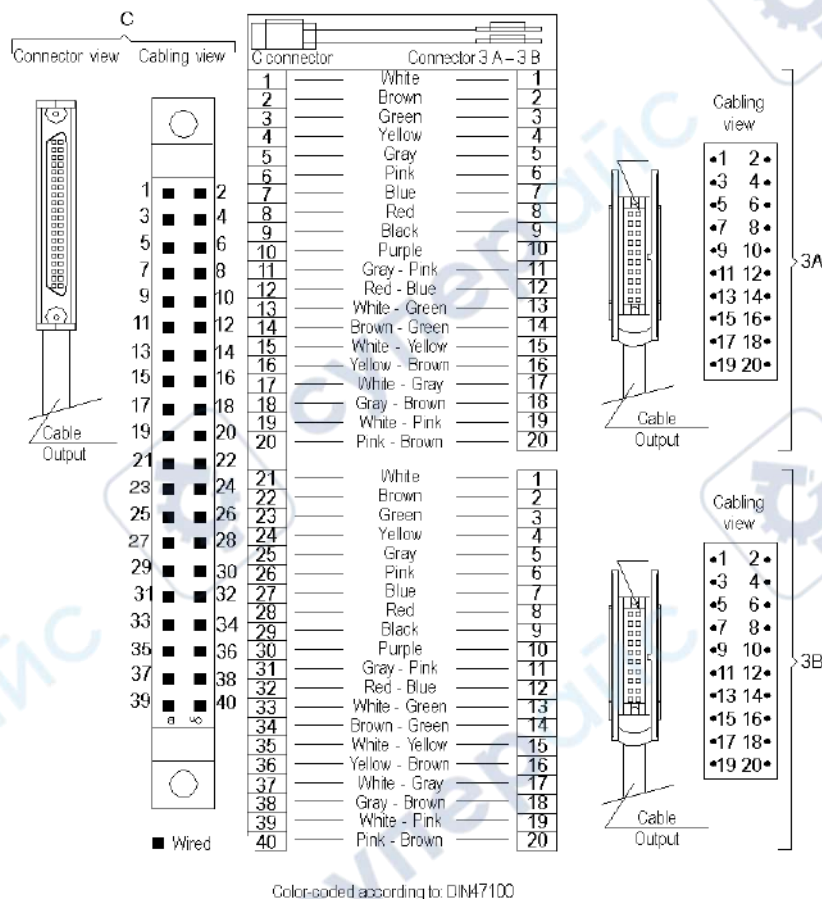 C
Connector view Cabling view
1 2
3 4
5 6
7 8
9 10
11 12
13 14
15 16
17 18
19 20
21 22
23 24
25 26
27 28
29 30
31 32
33 34
35 36
37 38
39 40
Cable
Output
■ Wired
C connector Connector 3 A – 3 B
1 White 1
2 Brown 2
3 Green 3
4 Yellow 4
5 Gray 5
6 Pink 6
7 Blue 7
8 Red 8
9 Black 9
10 Purple 10
11 Gray - Pink 11
12 Red - Blue 12
13 White - Green 13
14 Brown - Green 14
15 White - Yellow 15
16 Yellow - Brown 16
17 White - Gray 17
18 Gray - Brown 18
19 White - Pink 19
20 Pink - Brown 20
21 White 1
22 Brown 2
23 Green 3
24 Yellow 4
25 Gray 5
26 Pink 6
27 Blue 7
28 Red 8
29 Black 9
30 Purple 10
31 Gray - Pink 11
32 Red - Blue 12
33 White - Green 13
34 Brown - Green 14
35 White - Yellow 15
36 Yellow - Brown 16
37 White - Gray 17
38 Gray - Brown 18
39 White - Pink 19
40 Pink - Brown 20
Cabling
view
•1 2•
•3 4•
•5 6•
•7 8•
•9 10•
•11 12•
•13 14•
•15 16•
•17 18•
•19 20•
3A
Cable
Output
Cabling
view
•1 2•
•3 4•
•5 6•
•7 8•
•9 10•
•11 12•
•13 14•
•15 16•
•17 18•
•19 20•
3B
Cable
Output
Color-coded according to: DIN47100
суперайс